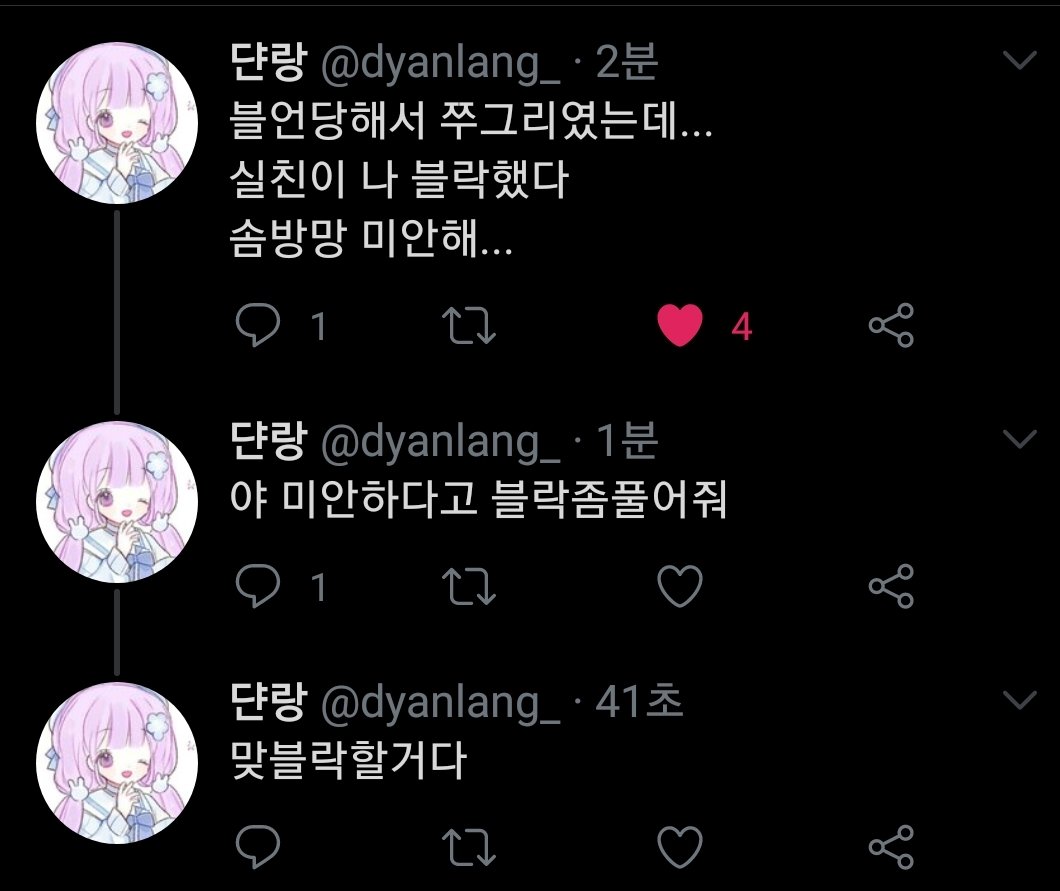 댠랑 @dyanlang_ · 2분
블언당해서 쭈그리였는데...
실친이 나 블락했다
솜방망 미안해...
1 4
댠랑 @dyanlang_ · 1분
야 미안하다고 블락좀풀어줘
1
댠랑 @dyanlang_ · 41초
맞블락할거다